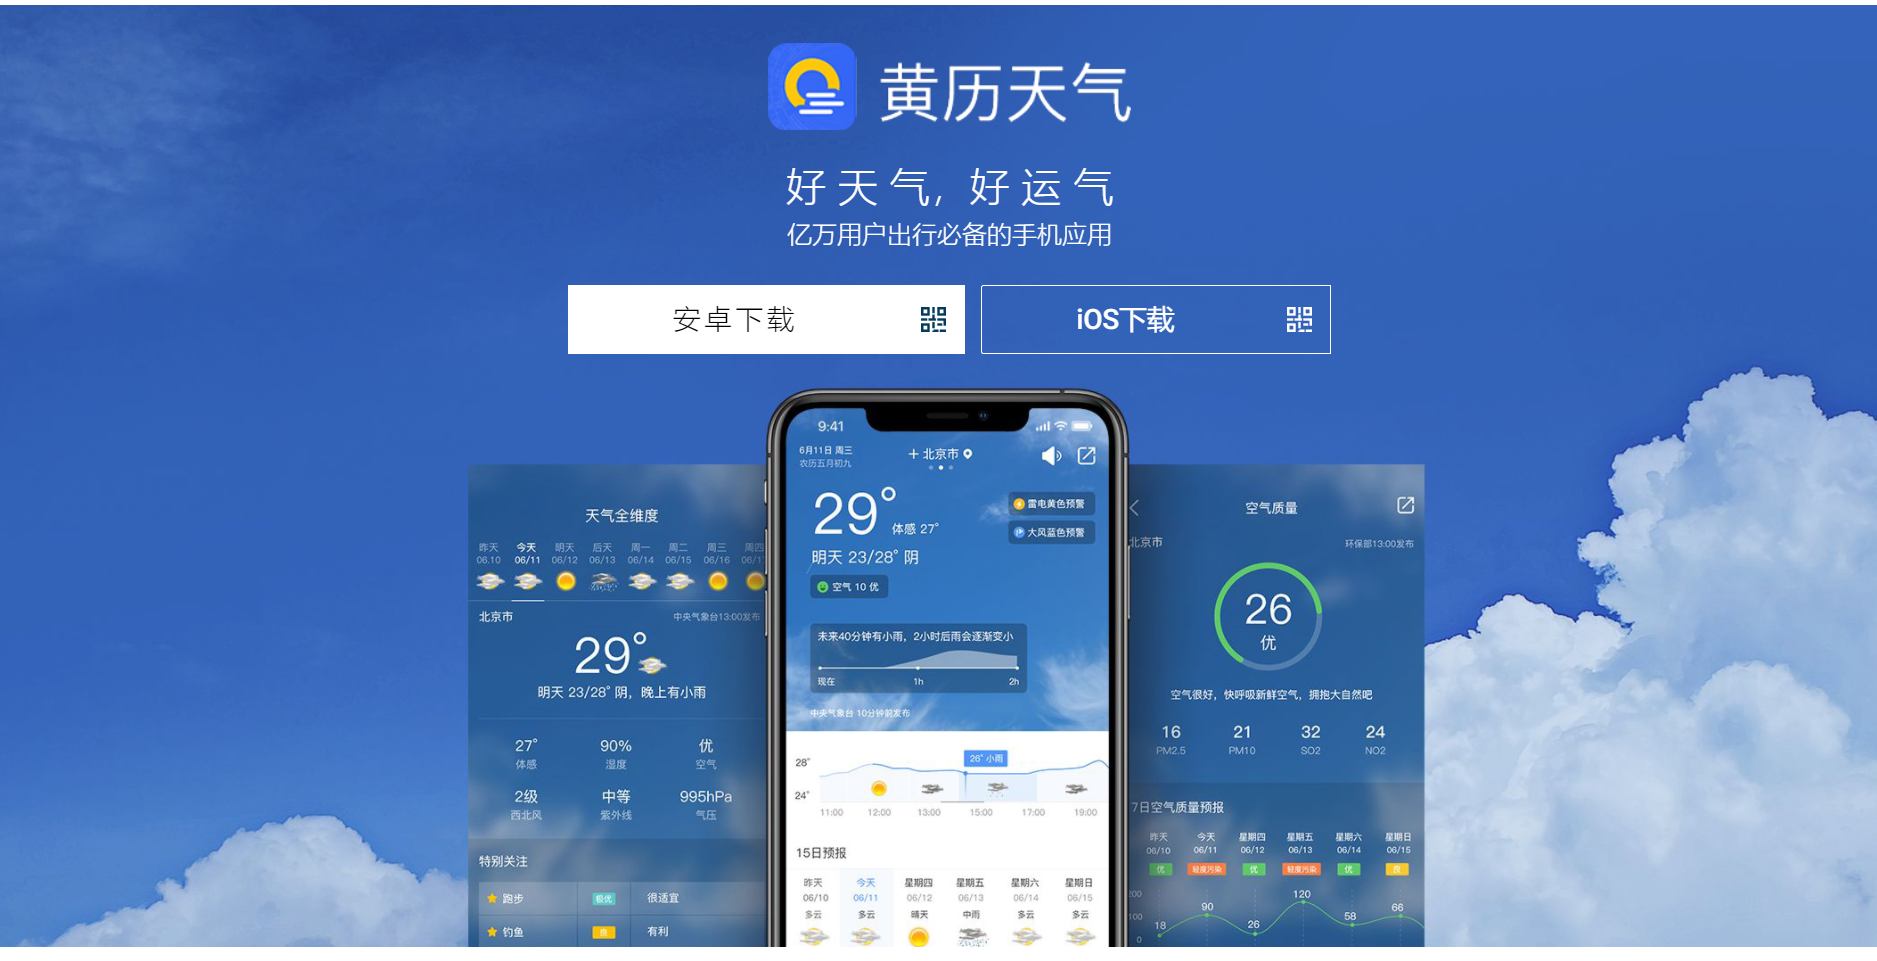 黄历天气
好天气, 好运气
亿万用户出行必备的手机应用
安卓下载
iOS下载
天气全维度
昨天 今天 明天 后天 周一 周二 周三 周四
06.10 06/11 06/12 06/13 06/14 06/15 06/16
北京市 中央气象台13:00发布
29°
明天 23/28° 阴，晚上有小雨
27° 90% 优
体感 湿度 空气
2级 中等 995hPa
西北风 紫外线 气压
特别关注
跑步 极优 很适宜
钓鱼 良 有利
9:41
6月11日 周三
农历五月初九
+ 北京市
29°
体感 27°
雷电黄色预警
大风蓝色预警
明天 23/28° 阴
空气 10 优
未来40分钟有小雨，2小时后雨会逐渐变小
现在 1h 2h
中央气象台 10分钟前发布
26° 小雨
28°
24°
11:00 12:00 13:00 15:00 17:00 19:00
15日预报
昨天 今天 星期四 星期五 星期六 星期日
06/10 06/11 06/12 06/13 06/14 06/15
多云 多云 晴天 中雨 多云 多云
空气质量
北京市 环保部13:00发布
26
优
空气很好，快呼吸新鲜空气，拥抱大自然吧
16 21 32 24
PM2.5 PM10 SO2 NO2
7日空气质量预报
昨天 今天 星期四 星期五 星期六 星期日
06/10 06/11 06/12 06/13 06/14 06/15
优 轻度污染 优 轻度污染 优 良
200
100
0
18 90 26 120 58 66